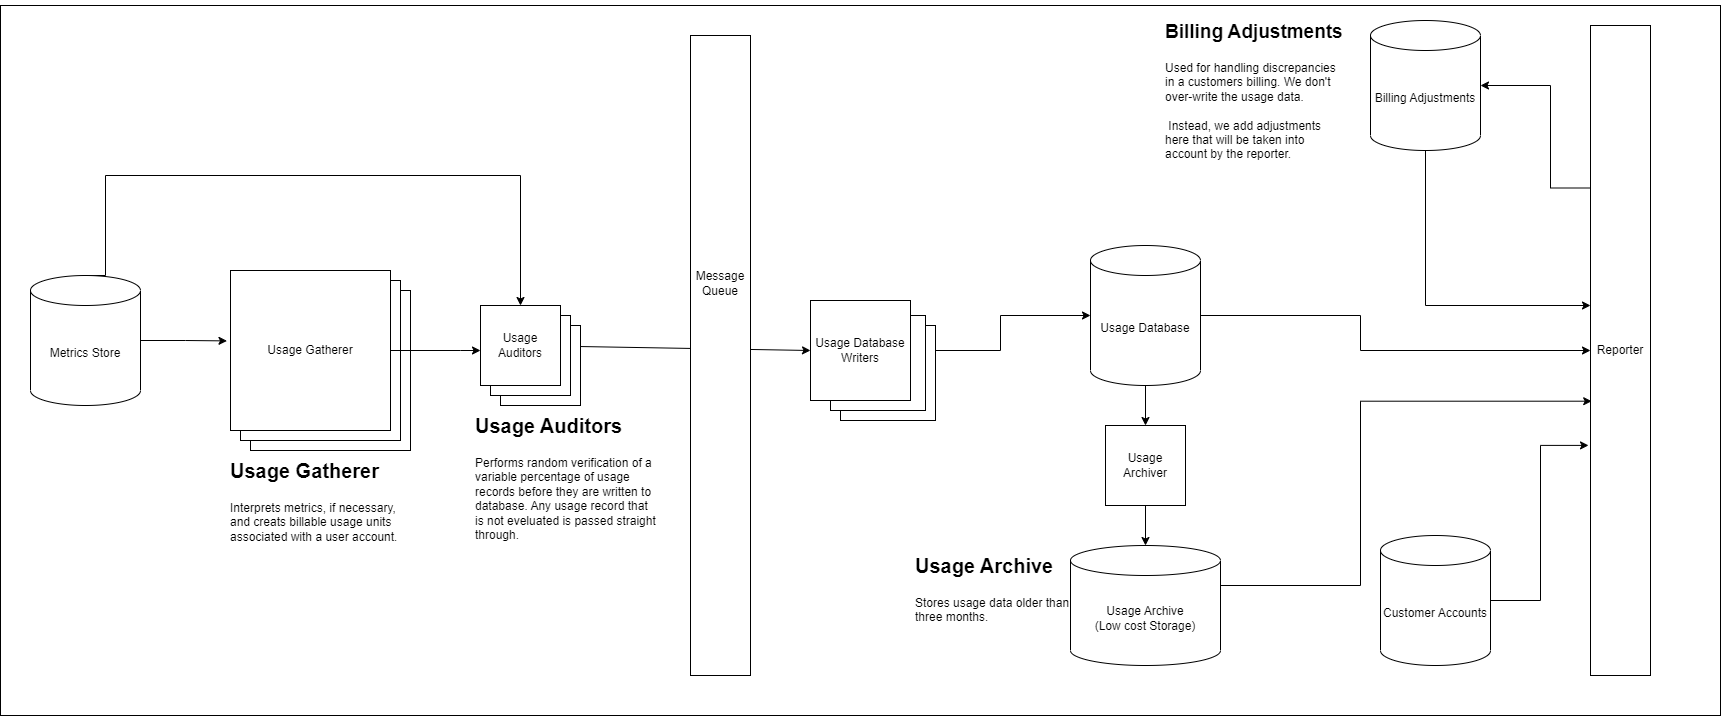 Billing Adjustments
Used for handling discrepancies
in a customers billing. We don't
over-write the usage data.
Instead, we add adjustments
here that will be taken into
account by the reporter.
Billing Adjustments
Metrics Store
Usage Gatherer
Usage
Auditors
Message
Queue
Usage Database
Writers
Usage Database
Reporter
Usage Gatherer
Interprets metrics, if necessary,
and creats billable usage units
associated with a user account.
Usage Auditors
Performs random verification of a
variable percentage of usage
records before they are written to
database. Any usage record that
is not eveluated is passed straight
through.
Usage
Archiver
Usage Archive
Stores usage data older than
three months.
Usage Archive
(Low cost Storage)
Customer Accounts